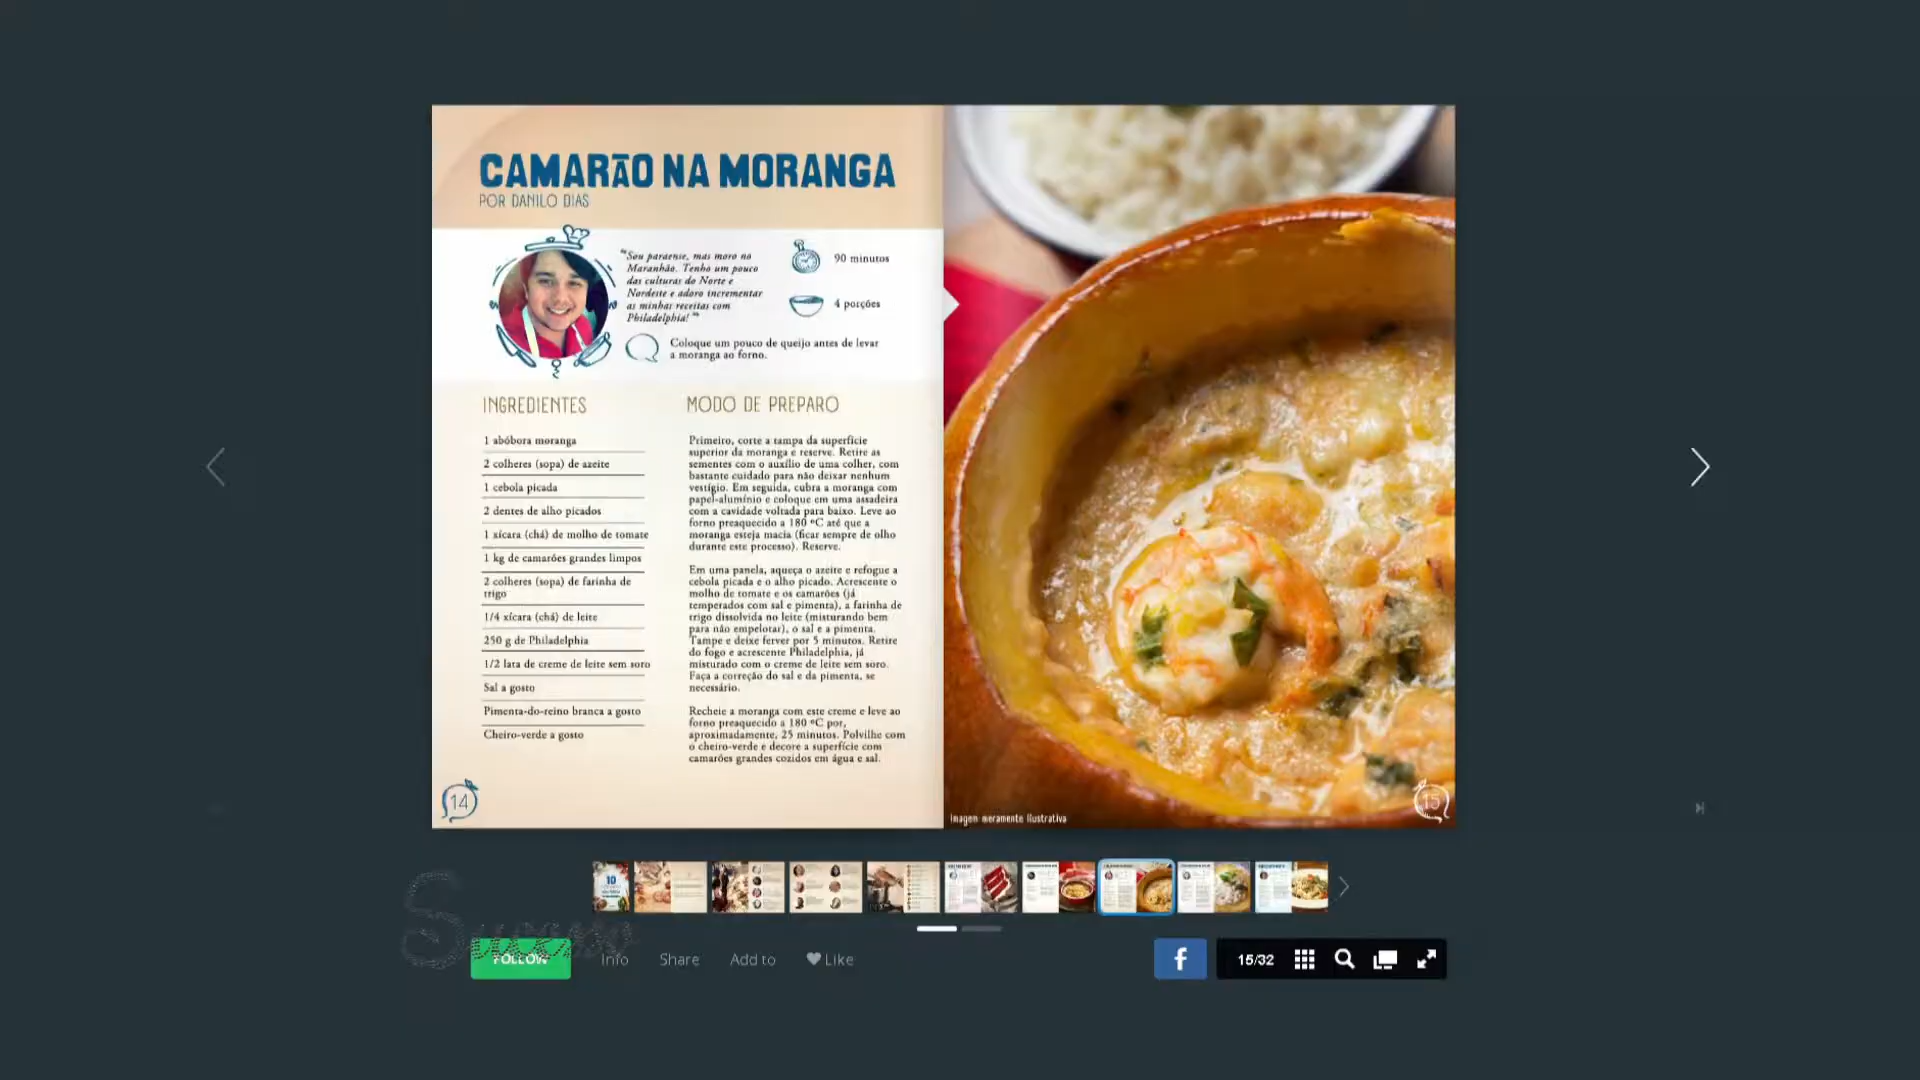 CAMARÃO NA MORANGA
POR DANILO DIAS
"Sou paraense, mas moro no
Maranhão. Tenho um pouco
das culturas do Norte e
Nordeste e adoro incrementar
as minhas receitas com
Philadelphia!"
90 minutos
4 porções
Coloque um pouco de queijo antes de levar
a moranga ao forno.
INGREDIENTES
1 abóbora moranga
2 colheres (sopa) de azeite
1 cebola picada
2 dentes de alho picados
1 xícara (chá) de molho de tomate
1 kg de camarões grandes limpos
2 colheres (sopa) de farinha de
trigo
1/4 xícara (chá) de leite
250 g de Philadelphia
1/2 lata de creme de leite sem soro
Sal a gosto
Pimenta-do-reino branca a gosto
Cheiro-verde a gosto
MODO DE PREPARO
Primeiro, corte a tampa da superfície
superior da moranga e reserve. Retire as
sementes com o auxílio de uma colher, com
bastante cuidado para não deixar nenhum
vestígio. Em seguida, cubra a moranga com
papel-alumínio e coloque em uma assadeira
com a cavidade voltada para baixo. Leve ao
forno preaquecido a 180 ºC até que a
moranga esteja macia (ficar sempre de olho
durante este processo). Reserve.
Em uma panela, aqueça o azeite e refogue a
cebola picada e o alho picado. Acrescente o
molho de tomate e os camarões (já
temperados com sal e pimenta), a farinha de
trigo dissolvida no leite (misturando bem
para não empelotar), o sal e a pimenta.
Tampe e deixe ferver por 5 minutos. Retire
do fogo e acrescente Philadelphia, já
misturado com o creme de leite sem soro.
Faça a correção do sal e da pimenta, se
necessário.
Recheie a moranga com este creme e leve ao
forno preaquecido a 180 ºC por,
aproximadamente, 25 minutos. Polvilhe com
o cheiro-verde e decore a superfície com
camarões grandes cozidos em água e sal.
14
Imagem meramente ilustrativa
15
10
Sucesso
FOLLOW
Info
Share
Add to
Like
f
15/32